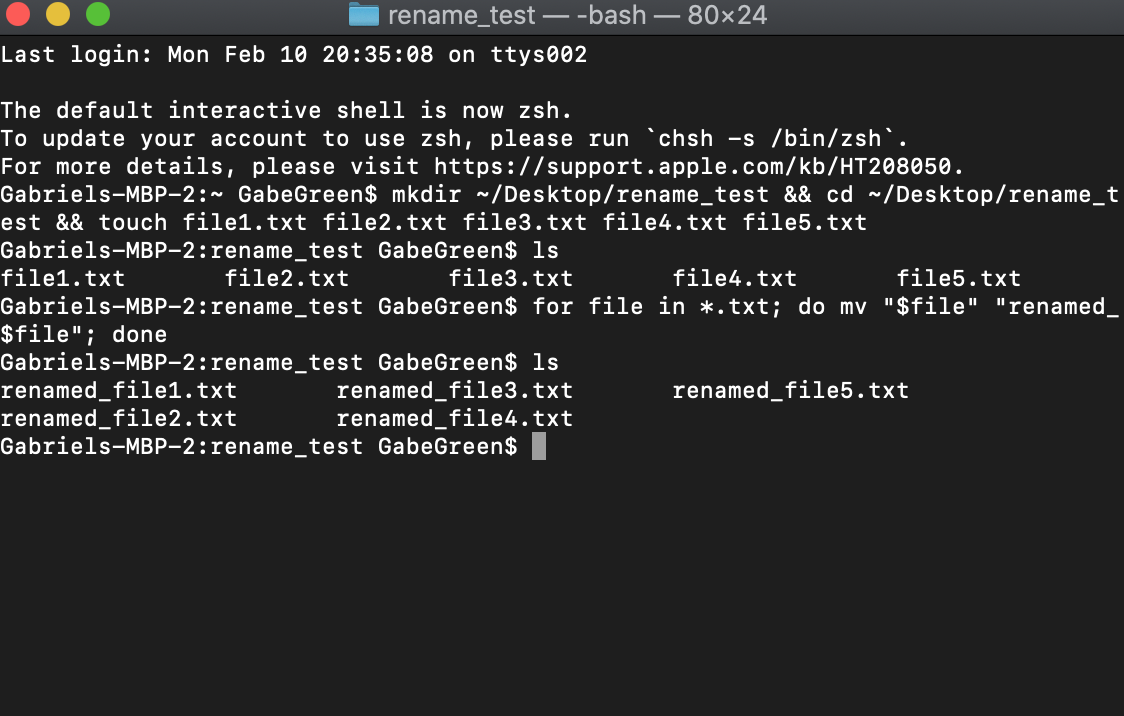 rename_test — -bash — 80×24
Last login: Mon Feb 10 20:35:08 on ttys002
The default interactive shell is now zsh.
To update your account to use zsh, please run `chsh -s /bin/zsh`.
For more details, please visit https://support.apple.com/kb/HT208050.
Gabriels-MBP-2:~ GabeGreen$ mkdir ~/Desktop/rename_test && cd ~/Desktop/rename_t
est && touch file1.txt file2.txt file3.txt file4.txt file5.txt
Gabriels-MBP-2:rename_test GabeGreen$ ls
file1.txt       file2.txt       file3.txt       file4.txt       file5.txt
Gabriels-MBP-2:rename_test GabeGreen$ for file in *.txt; do mv "$file" "renamed_
$file"; done
Gabriels-MBP-2:rename_test GabeGreen$ ls
renamed_file1.txt       renamed_file3.txt       renamed_file5.txt
renamed_file2.txt       renamed_file4.txt
Gabriels-MBP-2:rename_test GabeGreen$